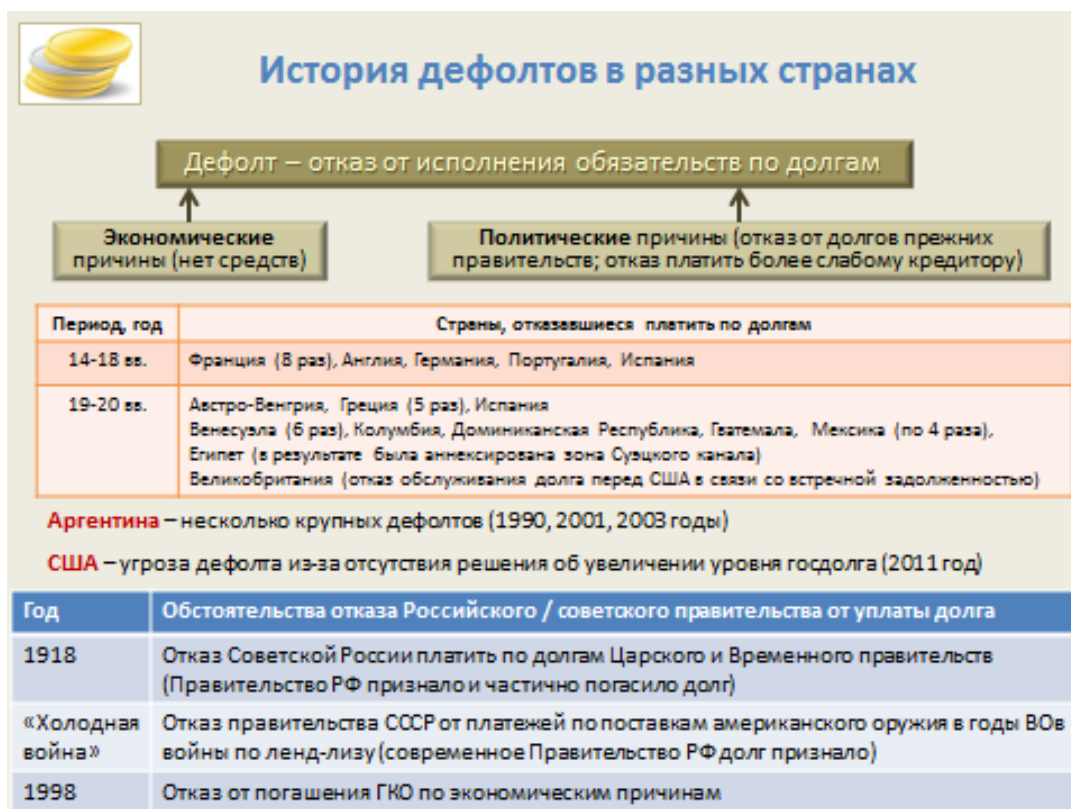 История дефолтов в разных странах
Дефолт – отказ от исполнения обязательств по долгам
Экономические
причины (нет средств)
Политические причины (отказ от долгов прежних
правительств; отказ платить более слабому кредитору)
Период, год
Страны, отказавшиеся платить по долгам
14-18 вв.
Франция (8 раз), Англия, Германия, Португалия, Испания
19-20 вв.
Австро-Венгрия, Греция (5 раз), Испания
Венесуэла (6 раз), Колумбия, Доминиканская Республика, Гватемала, Мексика (по 4 раза),
Египет (в результате была аннексирована зона Суэцкого канала)
Великобритания (отказ обслуживания долга перед США в связи со встречной задолженностью)
Аргентина – несколько крупных дефолтов (1990, 2001, 2003 годы)
США – угроза дефолта из-за отсутствия решения об увеличении уровня госдолга (2011 год)
Год
Обстоятельства отказа Российского / советского правительства от уплаты долга
1918
Отказ Советской России платить по долгам Царского и Временного правительств
(Правительство РФ признало и частично погасило долг)
«Холодная
война»
Отказ правительства СССР от платежей по поставкам американского оружия в годы ВОв
войны по ленд-лизу (современное Правительство РФ долг признало)
1998
Отказ от погашения ГКО по экономическим причинам